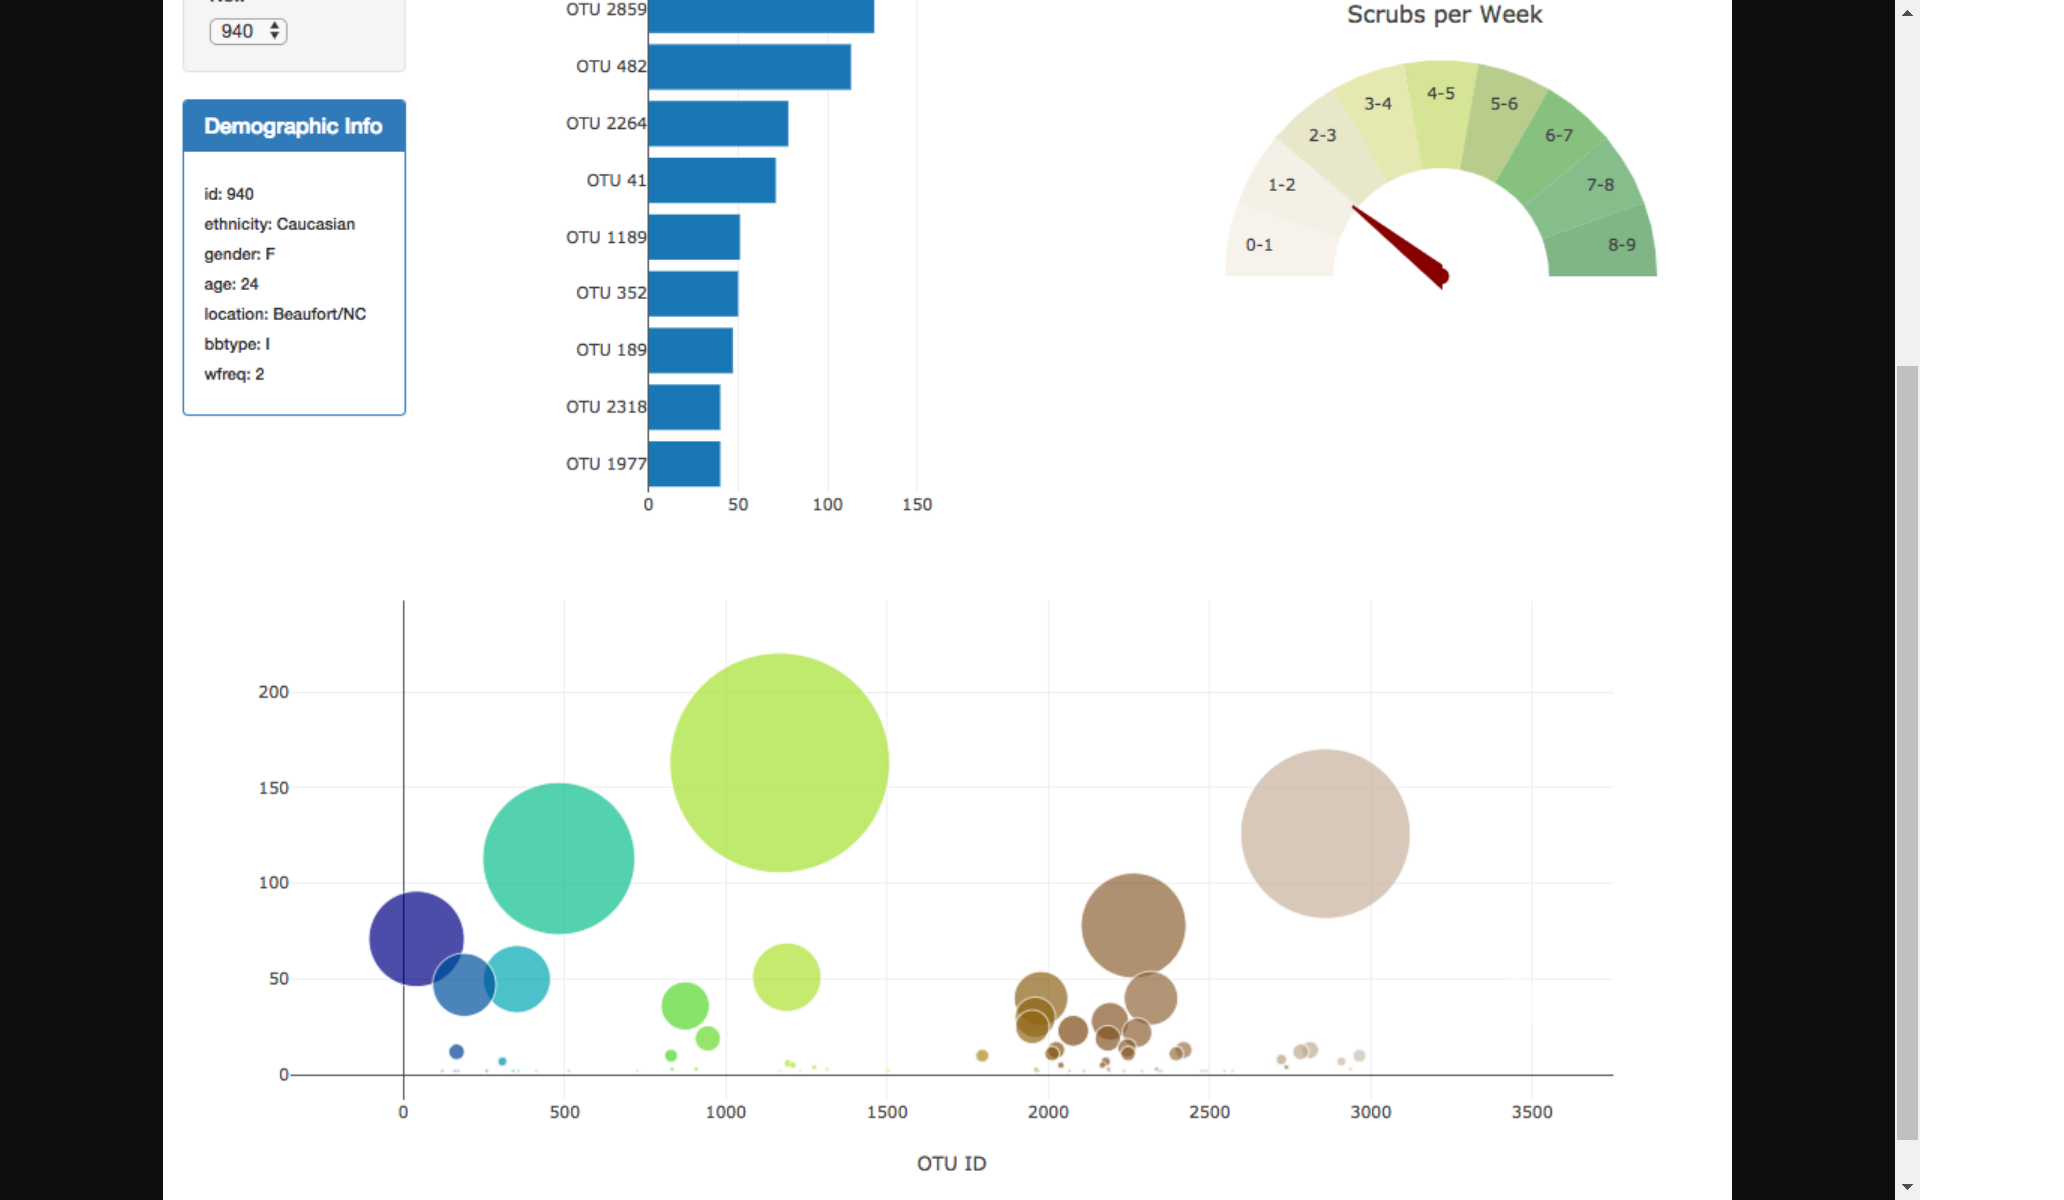 940
Demographic Info
id: 940
ethnicity: Caucasian
gender: F
age: 24
location: Beaufort/NC
bbtype: I
wfreq: 2
OTU 2859
OTU 482
OTU 2264
OTU 41
OTU 1189
OTU 352
OTU 189
OTU 2318
OTU 1977
0 50 100 150
Scrubs per Week
0-1
1-2
2-3
3-4
4-5
5-6
6-7
7-8
8-9
200
150
100
50
0
0 500 1000 1500 2000 2500 3000 3500
OTU ID